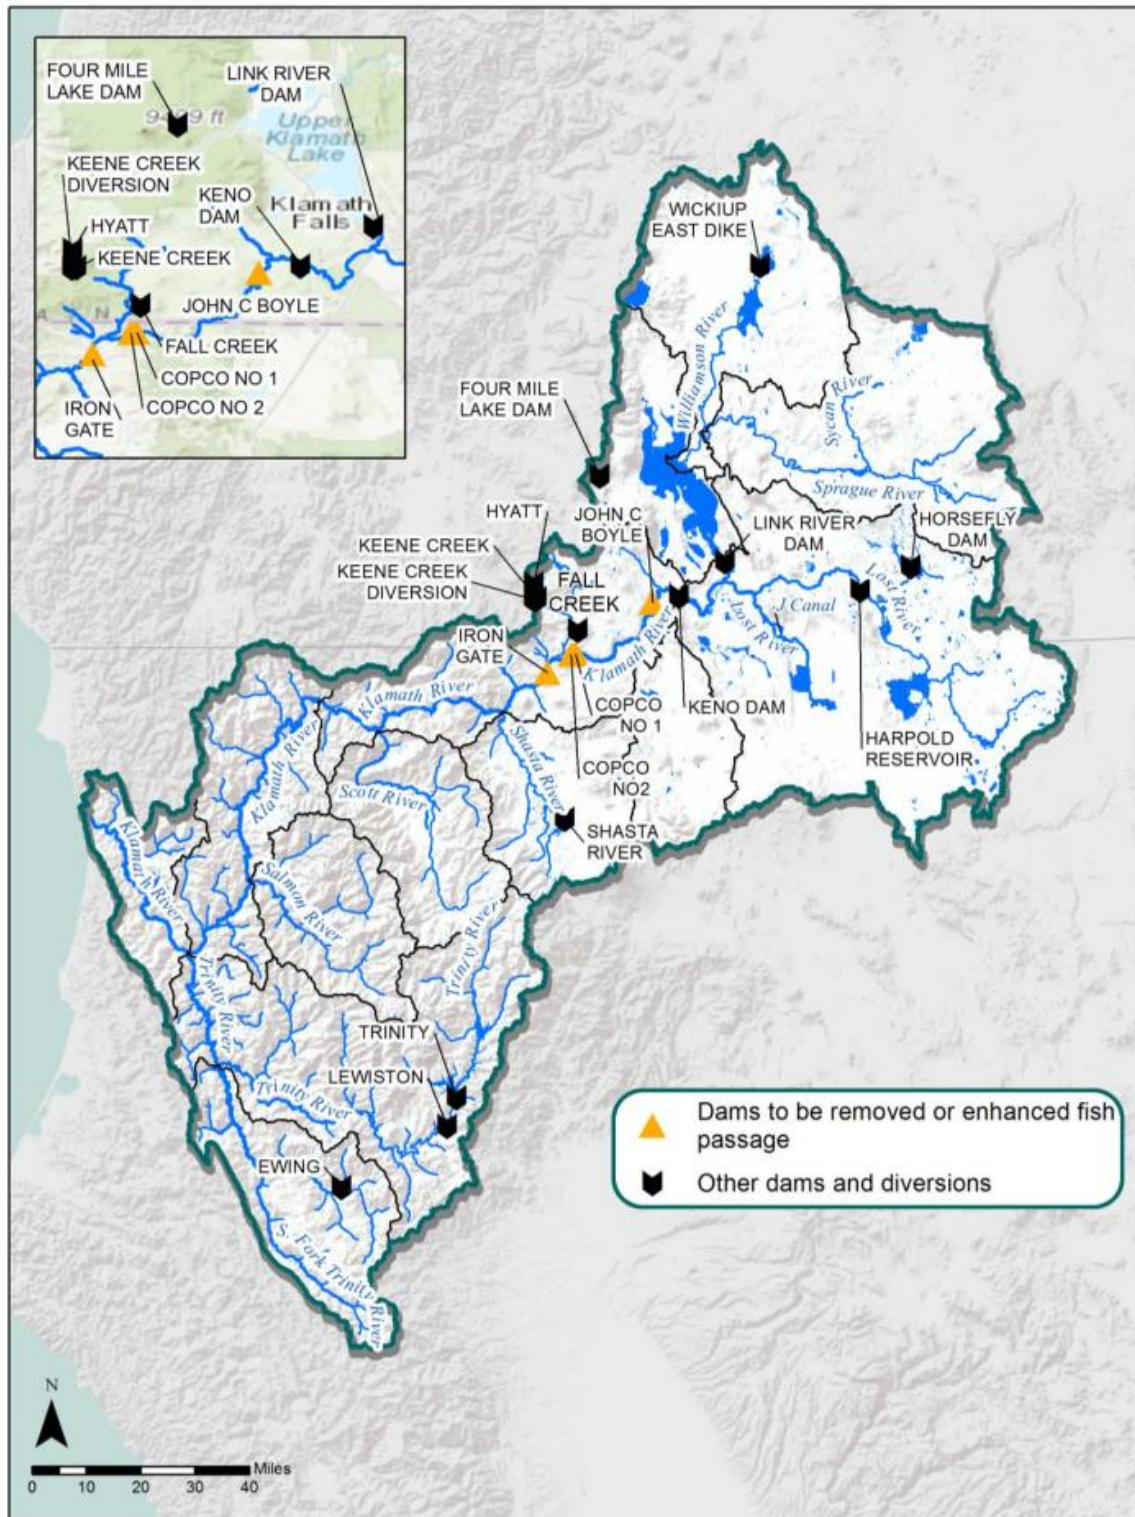 FOUR MILE
LAKE DAM
LINK RIVER
DAM
Upper
Klamath
Lake
KEENE CREEK
DIVERSION
HYATT
KEENE CREEK
KENO
DAM
Klamath
Falls
JOHN C BOYLE
FALL CREEK
COPCO NO 1
COPCO NO 2
IRON
GATE
WICKIUP
EAST DIKE
Williamson River
Sycan River
Sprague River
FOUR MILE
LAKE DAM
HYATT
JOHN C
BOYLE
LINK RIVER
DAM
HORSEFLY
DAM
KEENE CREEK
KEENE CREEK
DIVERSION
FALL
CREEK
Lost River
J Canal
Lost River
IRON
GATE
Klamath River
Klamath River
COPCO
NO 1
KENO DAM
HARPOLD
RESERVOIR
COPCO
NO2
Klamath River
Shasta River
Scott River
SHASTA
RIVER
Klamath River
Salmon River
Trinity River
Trinity River
TRINITY
LEWISTON
Trinity River
EWING
S. Fork Trinity River
Dams to be removed or enhanced fish
passage
Other dams and diversions
N
Miles
0 10 20 30 40